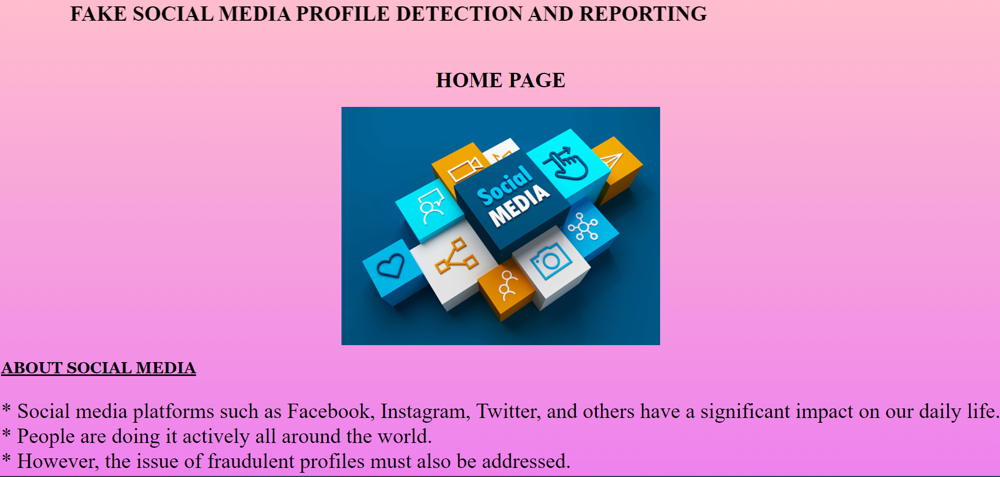 FAKE SOCIAL MEDIA PROFILE DETECTION AND REPORTING
HOME PAGE
Social
MEDIA
ABOUT SOCIAL MEDIA
* Social media platforms such as Facebook, Instagram, Twitter, and others have a significant impact on our daily life.
* People are doing it actively all around the world.
* However, the issue of fraudulent profiles must also be addressed.